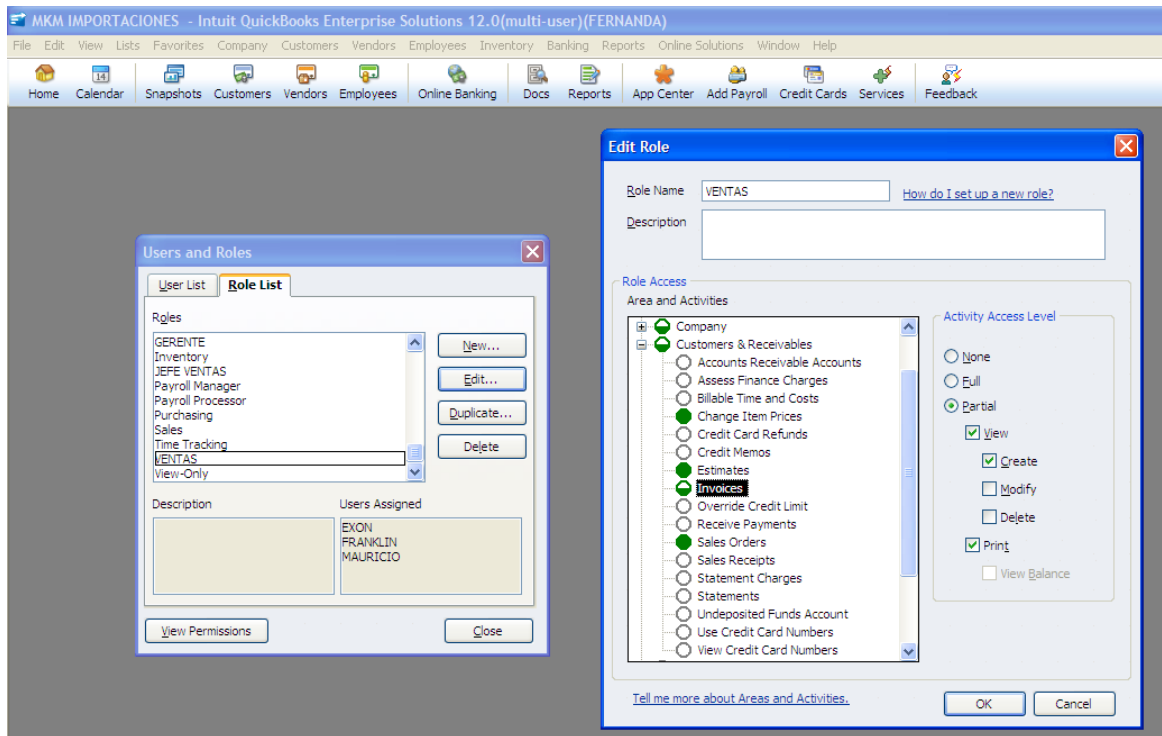 MKM IMPORTACIONES - Intuit QuickBooks Enterprise Solutions 12.0(multi-user)(FERNANDA)
File Edit View Lists Favorites Company Customers Vendors Employees Inventory Banking Reports Online Solutions Window Help
14
Home Calendar Snapshots Customers Vendors Employees Online Banking Docs Reports App Center Add Payroll Credit Cards Services Feedback
Users and Roles
User List Role List
Roles
GERENTE
Inventory
JEFE VENTAS
Payroll Manager
Payroll Processor
Purchasing
Sales
Time Tracking
VENTAS
View-Only
New...
Edit...
Duplicate...
Delete
Description Users Assigned
EXON
FRANKLIN
MAURICIO
View Permissions Close
Edit Role
Role Name VENTAS How do I set up a new role?
Description
Role Access
Area and Activities
Company
Customers & Receivables
Accounts Receivable Accounts
Assess Finance Charges
Billable Time and Costs
Change Item Prices
Credit Card Refunds
Credit Memos
Estimates
Invoices
Override Credit Limit
Receive Payments
Sales Orders
Sales Receipts
Statement Charges
Statements
Undeposited Funds Account
Use Credit Card Numbers
View Credit Card Numbers
Activity Access Level
None
Full
Partial
View
Create
Modify
Delete
Print
View Balance
Tell me more about Areas and Activities.
OK Cancel